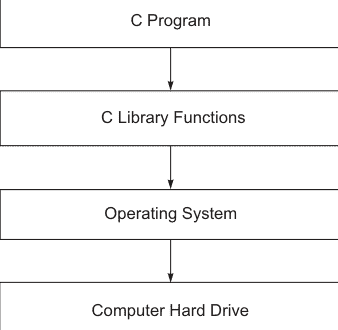 C Program
C Library Functions
Operating System
Computer Hard Drive